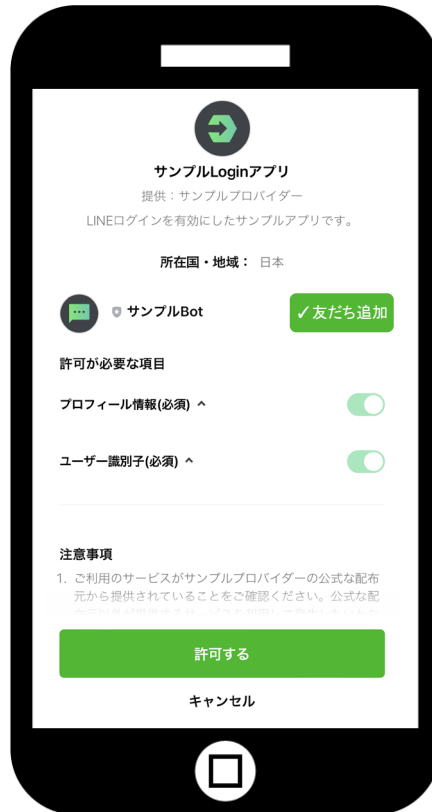 サンプルLoginアプリ
提供：サンプルプロバイダー
LINEログインを有効にしたサンプルアプリです。
所在国・地域： 日本
サンプルBot
✓友だち追加
許可が必要な項目
プロフィール情報(必須)
ユーザー識別子(必須)
注意事項
1. ご利用のサービスがサンプルプロバイダーの公式な配布
元から提供されていることをご確認ください。公式な配
許可する
キャンセル